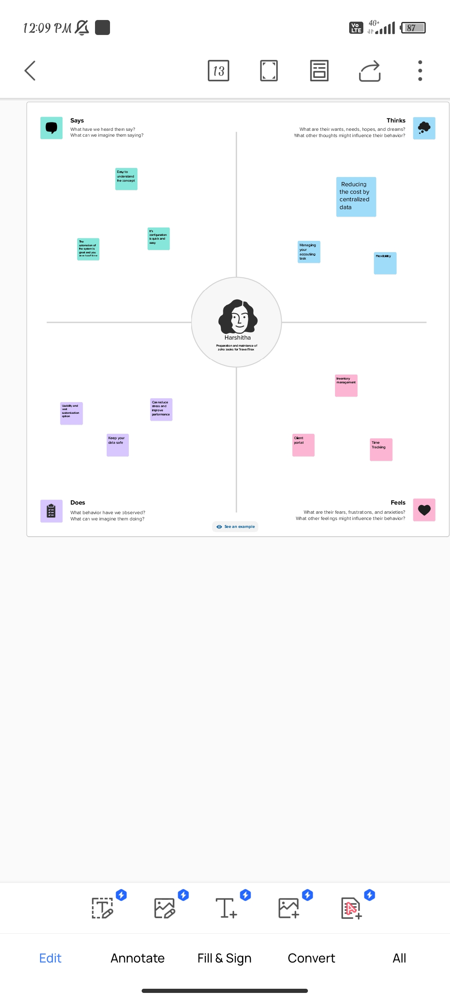 12:09 PM
Vo
LTE
4G+
87
13
Says
What have we heard them say?
What can we imagine them saying?
Thinks
What are their wants, needs, hopes, and dreams?
What other thoughts might influence their behavior?
Easy to
understand
the concept
Reducing
the cost by
centralized
data
It's
configuration
is quick and
easy
The
automation of
the system is
great and you
save lot of time
Managing
your
accouting
task
Flexibility
Harshitha
Preparation and maintance of
zoho books for Travel Trax
Inventory
management
Usability and
vast
customization
option
Can reduce
stress and
improve
performance
Keep your
data safe
Client
portal
Time
Tracking
Does
What behavior have we observed?
What can we imagine them doing?
Feels
What are their fears, frustrations, and anxieties?
What other feelings might influence their behavior?
See an example
Edit
Annotate
Fill & Sign
Convert
All